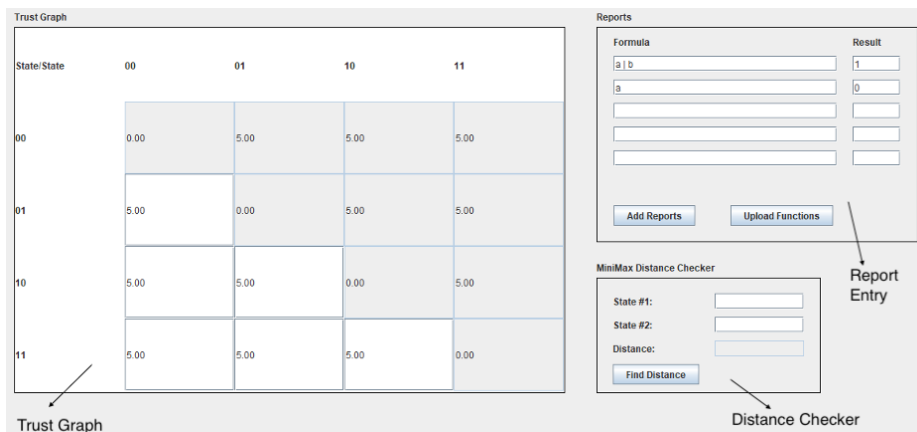 Trust Graph
State/State 00 01 10 11
00 0.00 5.00 5.00 5.00
01 5.00 0.00 5.00 5.00
10 5.00 5.00 0.00 5.00
11 5.00 5.00 5.00 0.00
Trust Graph
Reports
Formula Result
a | b 1
a 0
Add Reports Upload Functions
Report
Entry
MiniMax Distance Checker
State #1:
State #2:
Distance:
Find Distance
Distance Checker